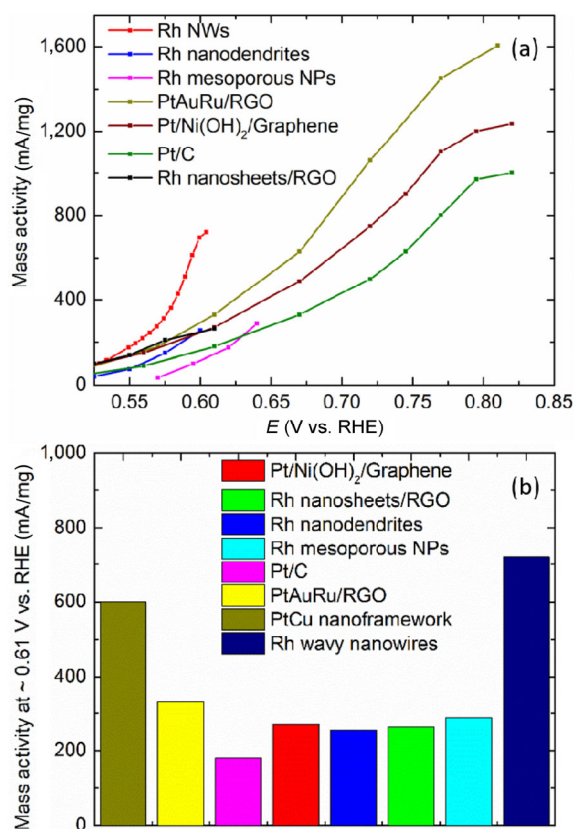 (a)
Rh NWs
Rh nanodendrites
Rh mesoporous NPs
PtAuRu/RGO
Pt/Ni(OH)₂/Graphene
Pt/C
Rh nanosheets/RGO
Mass activity (mA/mg)
1,600
1,200
800
400
0
0.55
0.60
0.65
0.70
0.75
0.80
0.85
E (V vs. RHE)
(b)
Pt/Ni(OH)₂/Graphene
Rh nanosheets/RGO
Rh nanodendrites
Rh mesoporous NPs
Pt/C
PtAuRu/RGO
PtCu nanoframework
Rh wavy nanowires
Mass activity at ~ 0.61 V vs. RHE (mA/mg)
1,000
800
600
400
200
0